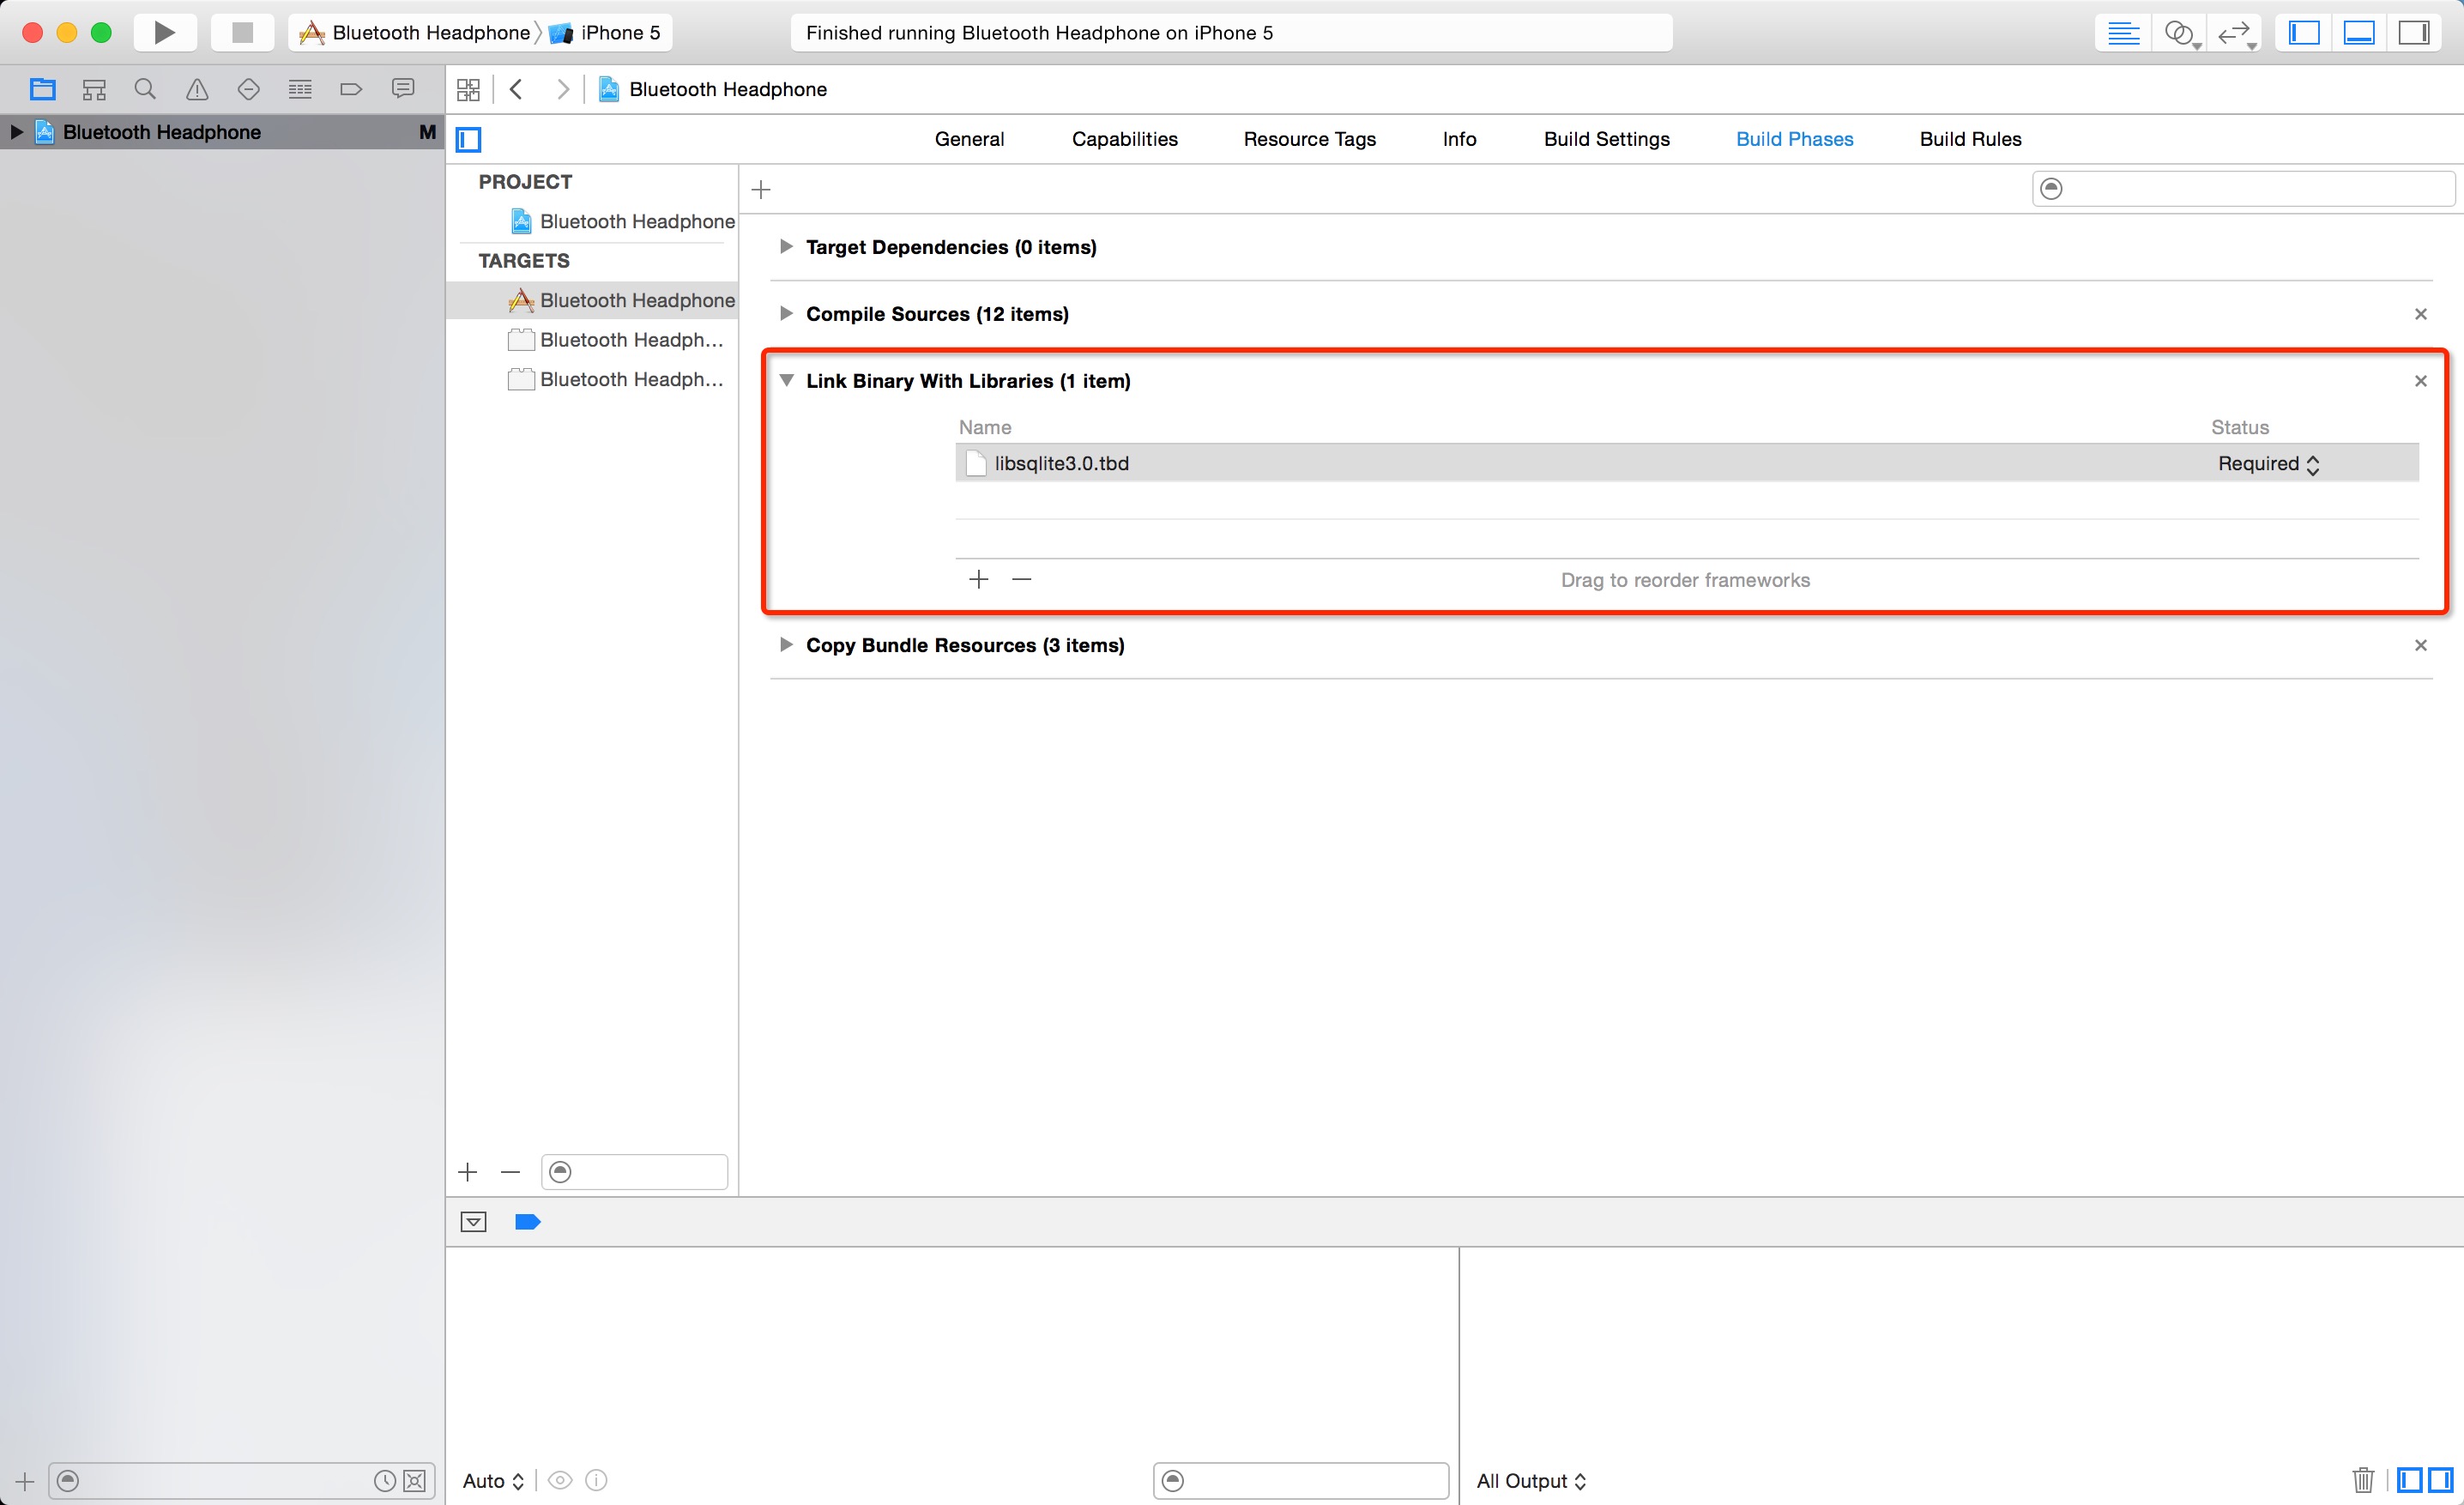 Bluetooth Headphone iPhone 5
Finished running Bluetooth Headphone on iPhone 5
Bluetooth Headphone
Bluetooth Headphone M
General Capabilities Resource Tags Info Build Settings Build Phases Build Rules
PROJECT
Bluetooth Headphone
TARGETS
Bluetooth Headphone
Bluetooth Headph...
Bluetooth Headph...
Target Dependencies (0 items)
Compile Sources (12 items)
Link Binary With Libraries (1 item)
Name Status
libsqlite3.0.tbd Required
Drag to reorder frameworks
Copy Bundle Resources (3 items)
Auto
All Output